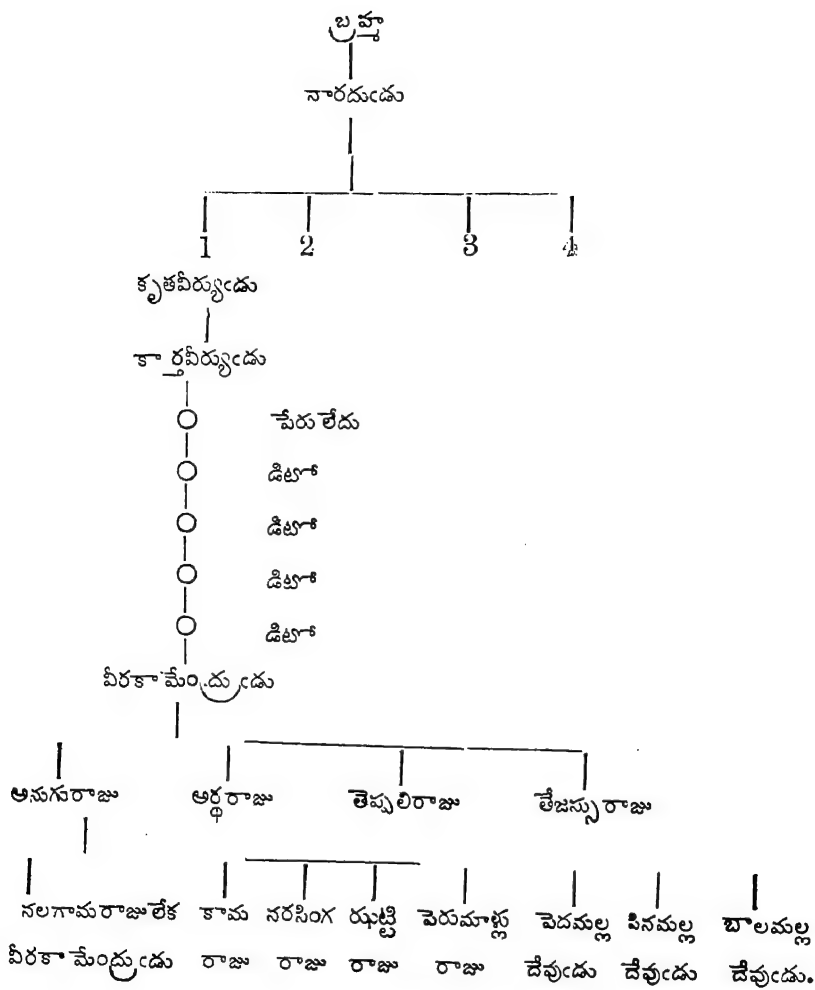 బ్రహ్మ
నారదుఁడు
1 2 3 4
కృతవీర్యుఁడు
కార్తవీర్యుఁడు
పేరు లేదు
డిటో
డిటో
డిటో
డిటో
వీరకామేంద్రుఁడు
అనుగురాజు అర్థరాజు తెప్పలిరాజు తేజస్సురాజు
నలగామరాజులేక కామ నరసింగ ఝట్టి పెరుమాళ్లు పెదమల్ల పినమల్ల బాలమల్ల
వీరకామేంద్రుఁడు రాజు రాజు రాజు రాజు దేవుఁడు దేవుఁడు దేవుఁడు.